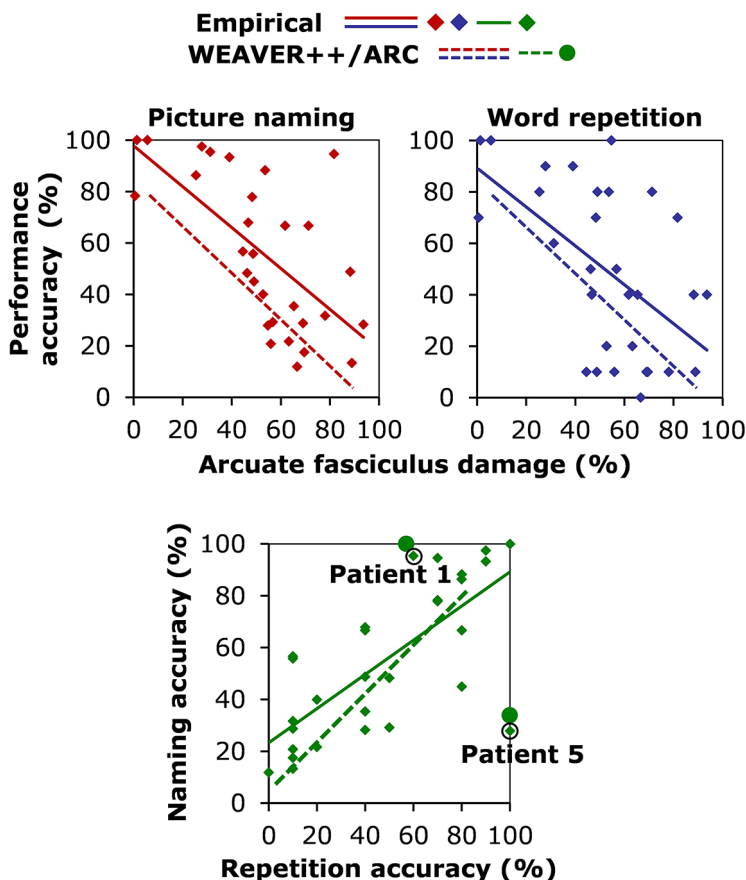 Empirical
WEAVER++/ARC
Picture naming
Word repetition
Performance
accuracy (%)
100
80
60
40
20
0
0 20 40 60 80 100
100
80
60
40
20
0
0 20 40 60 80 100
Arcuate fasciculus damage (%)
Naming accuracy (%)
100
80
60
40
20
0
Patient 1
Patient 5
0 20 40 60 80 100
Repetition accuracy (%)